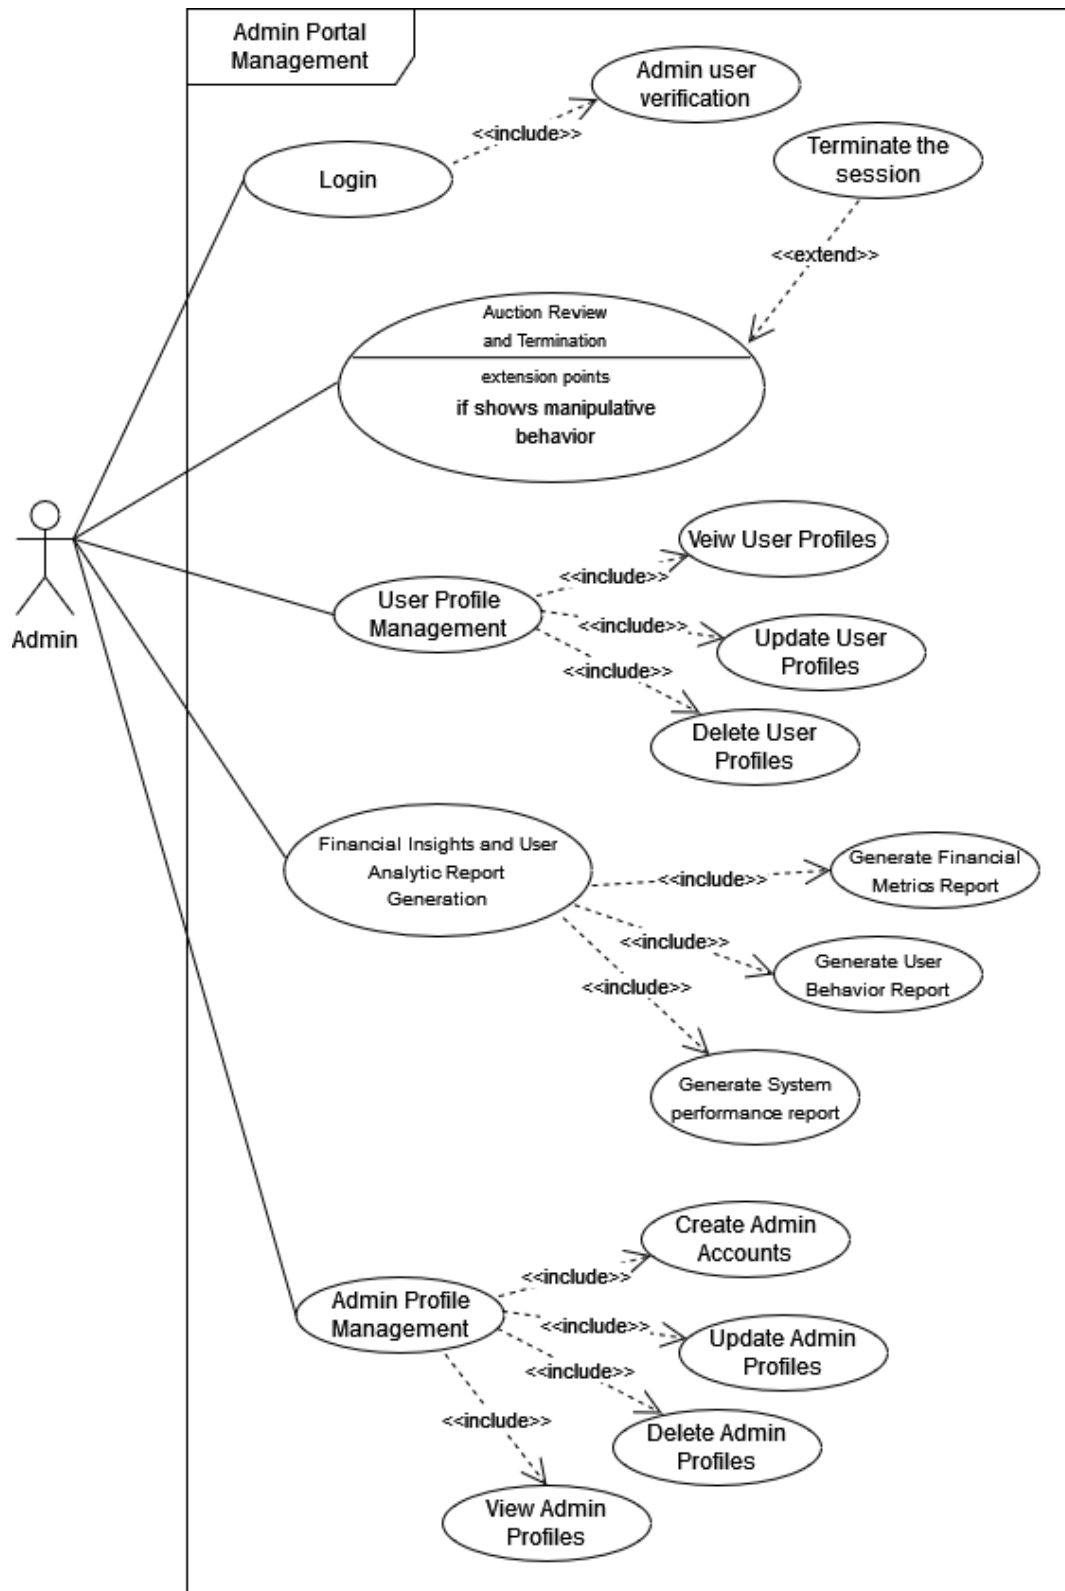 Admin Portal
Management
Admin user
verification
<<include>>
Login
Terminate the
session
<<extend>>
Auction Review
and Termination
extension points
if shows manipulative
behavior
Admin
Veiw User Profiles
<<include>>
User Profile
Management
<<include>>
Update User
Profiles
<<include>>
Delete User
Profiles
Financial Insights and User
Analytic Report
Generation
<<include>>
Generate Financial
Metrics Report
<<include>>
Generate User
Behavior Report
<<include>>
Generate System
performance report
Create Admin
Accounts
<<include>>
Admin Profile
Management
<<include>>
Update Admin
Profiles
<<include>>
Delete Admin
Profiles
<<include>>
View Admin
Profiles